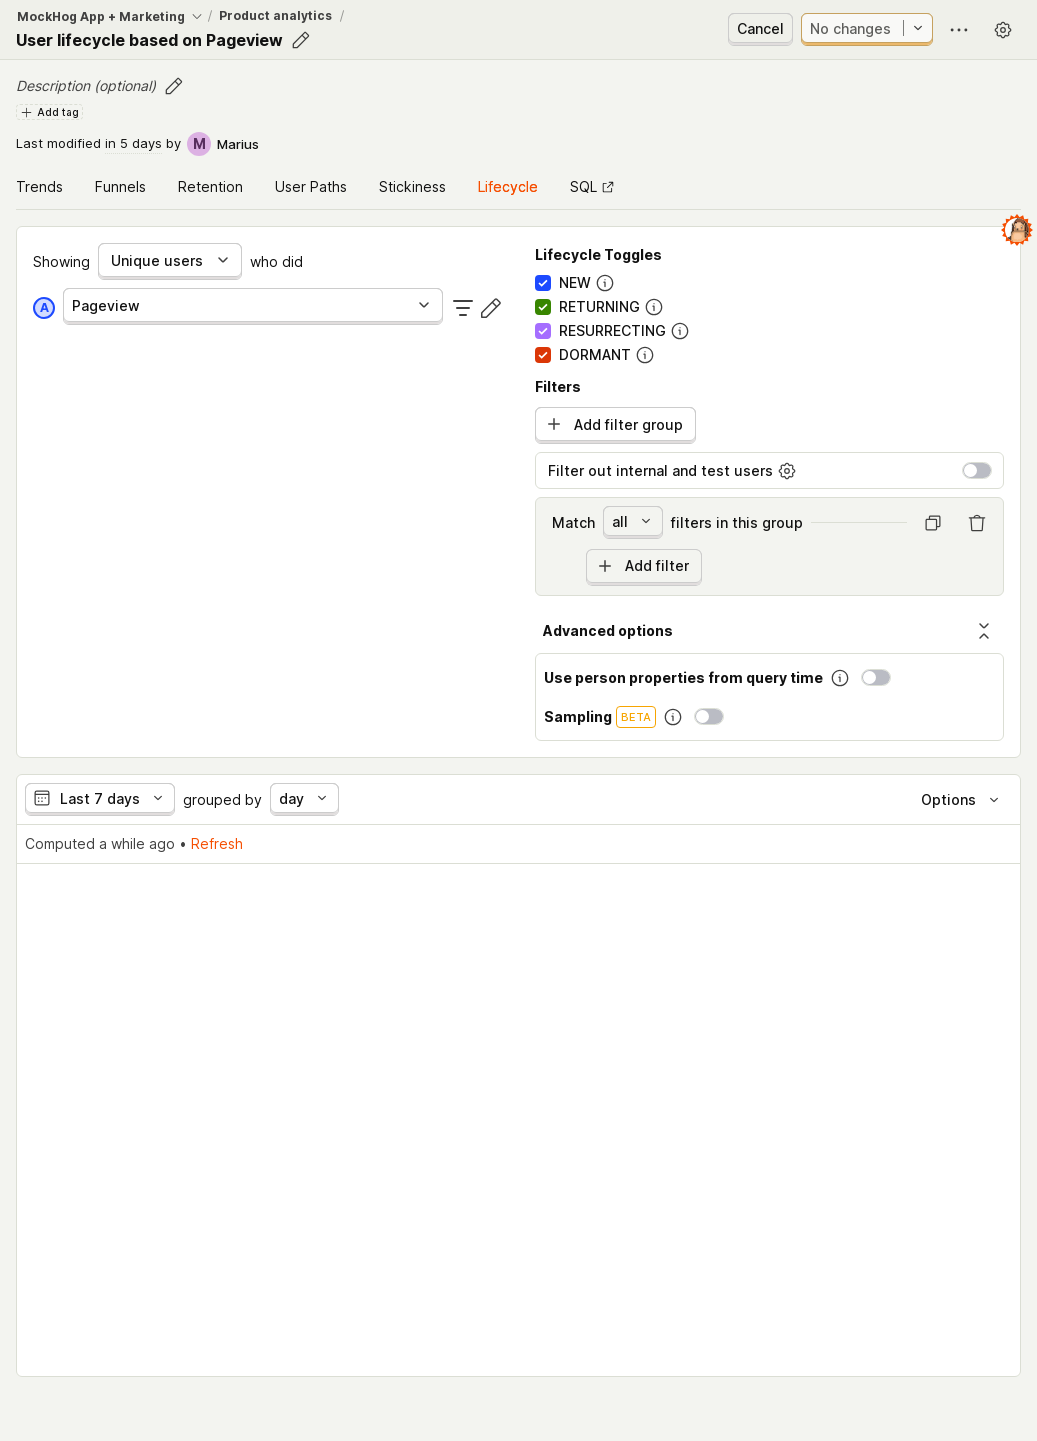 MockHog App + Marketing / Product analytics /
User lifecycle based on Pageview
Cancel
No changes
Description (optional)
Add tag
Last modified in 5 days by M Marius
Trends Funnels Retention User Paths Stickiness Lifecycle SQL
Showing Unique users who did
A Pageview
Lifecycle Toggles
NEW
RETURNING
RESURRECTING
DORMANT
Filters
Add filter group
Filter out internal and test users
Match all filters in this group
Add filter
Advanced options
Use person properties from query time
Sampling BETA
Last 7 days grouped by day
Options
Computed a while ago • Refresh